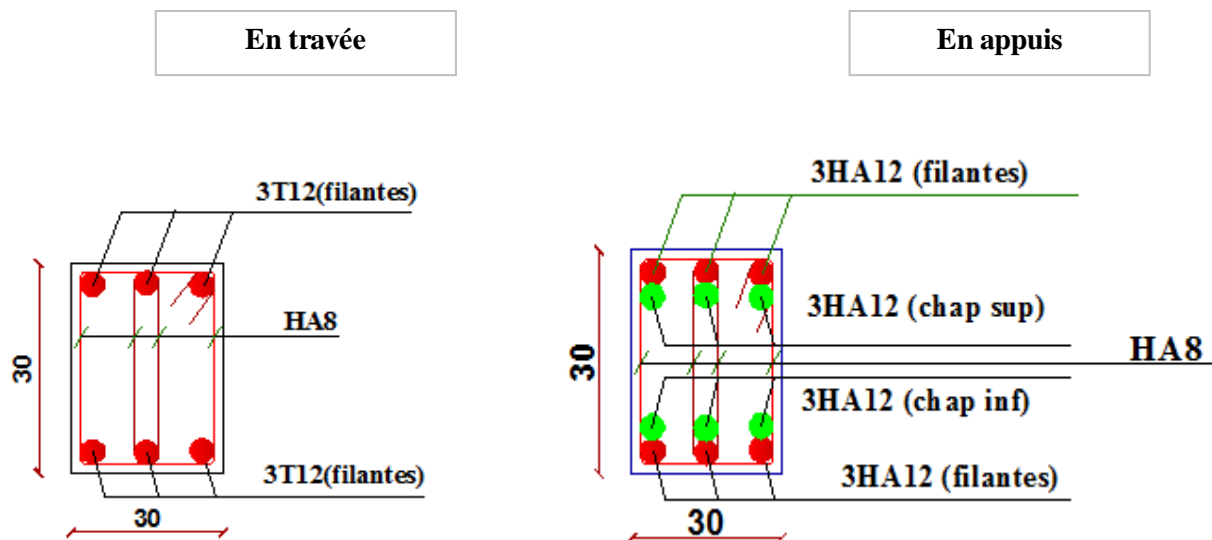 En travée
3T12(filantes)
HA8
30
3T12(filantes)
30
En appuis
3HA12 (filantes)
3HA12 (chap sup)
HA8
30
3HA12 (chap inf)
3HA12 (filantes)
30